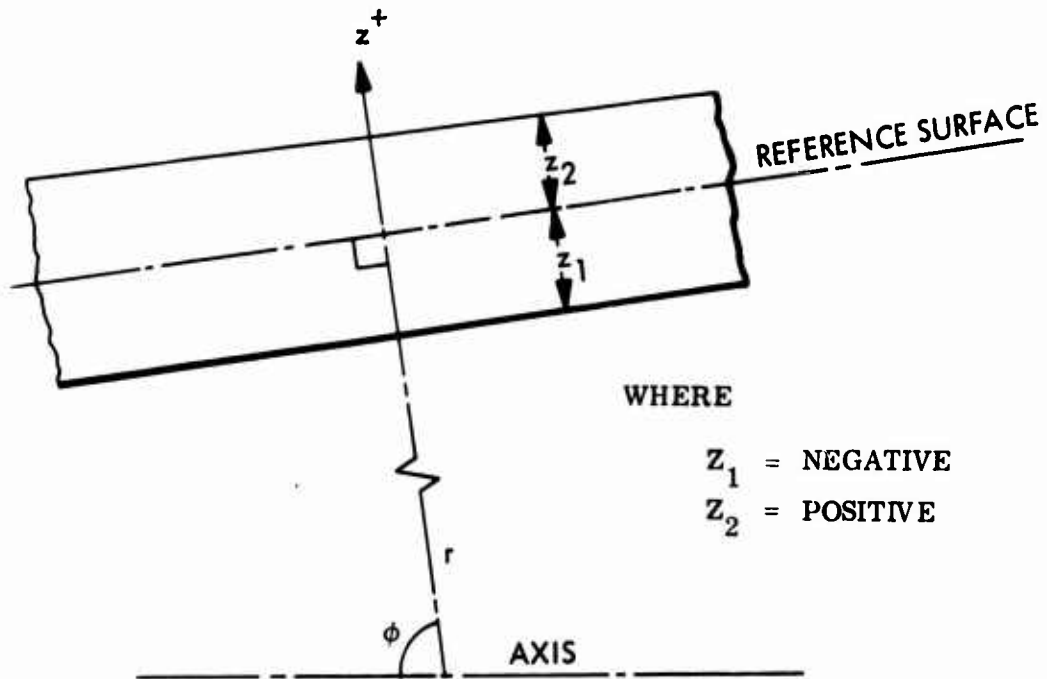 z+
REFERENCE SURFACE
z2
z1
WHERE
Z1 = NEGATIVE
Z2 = POSITIVE
r
ϕ
AXIS